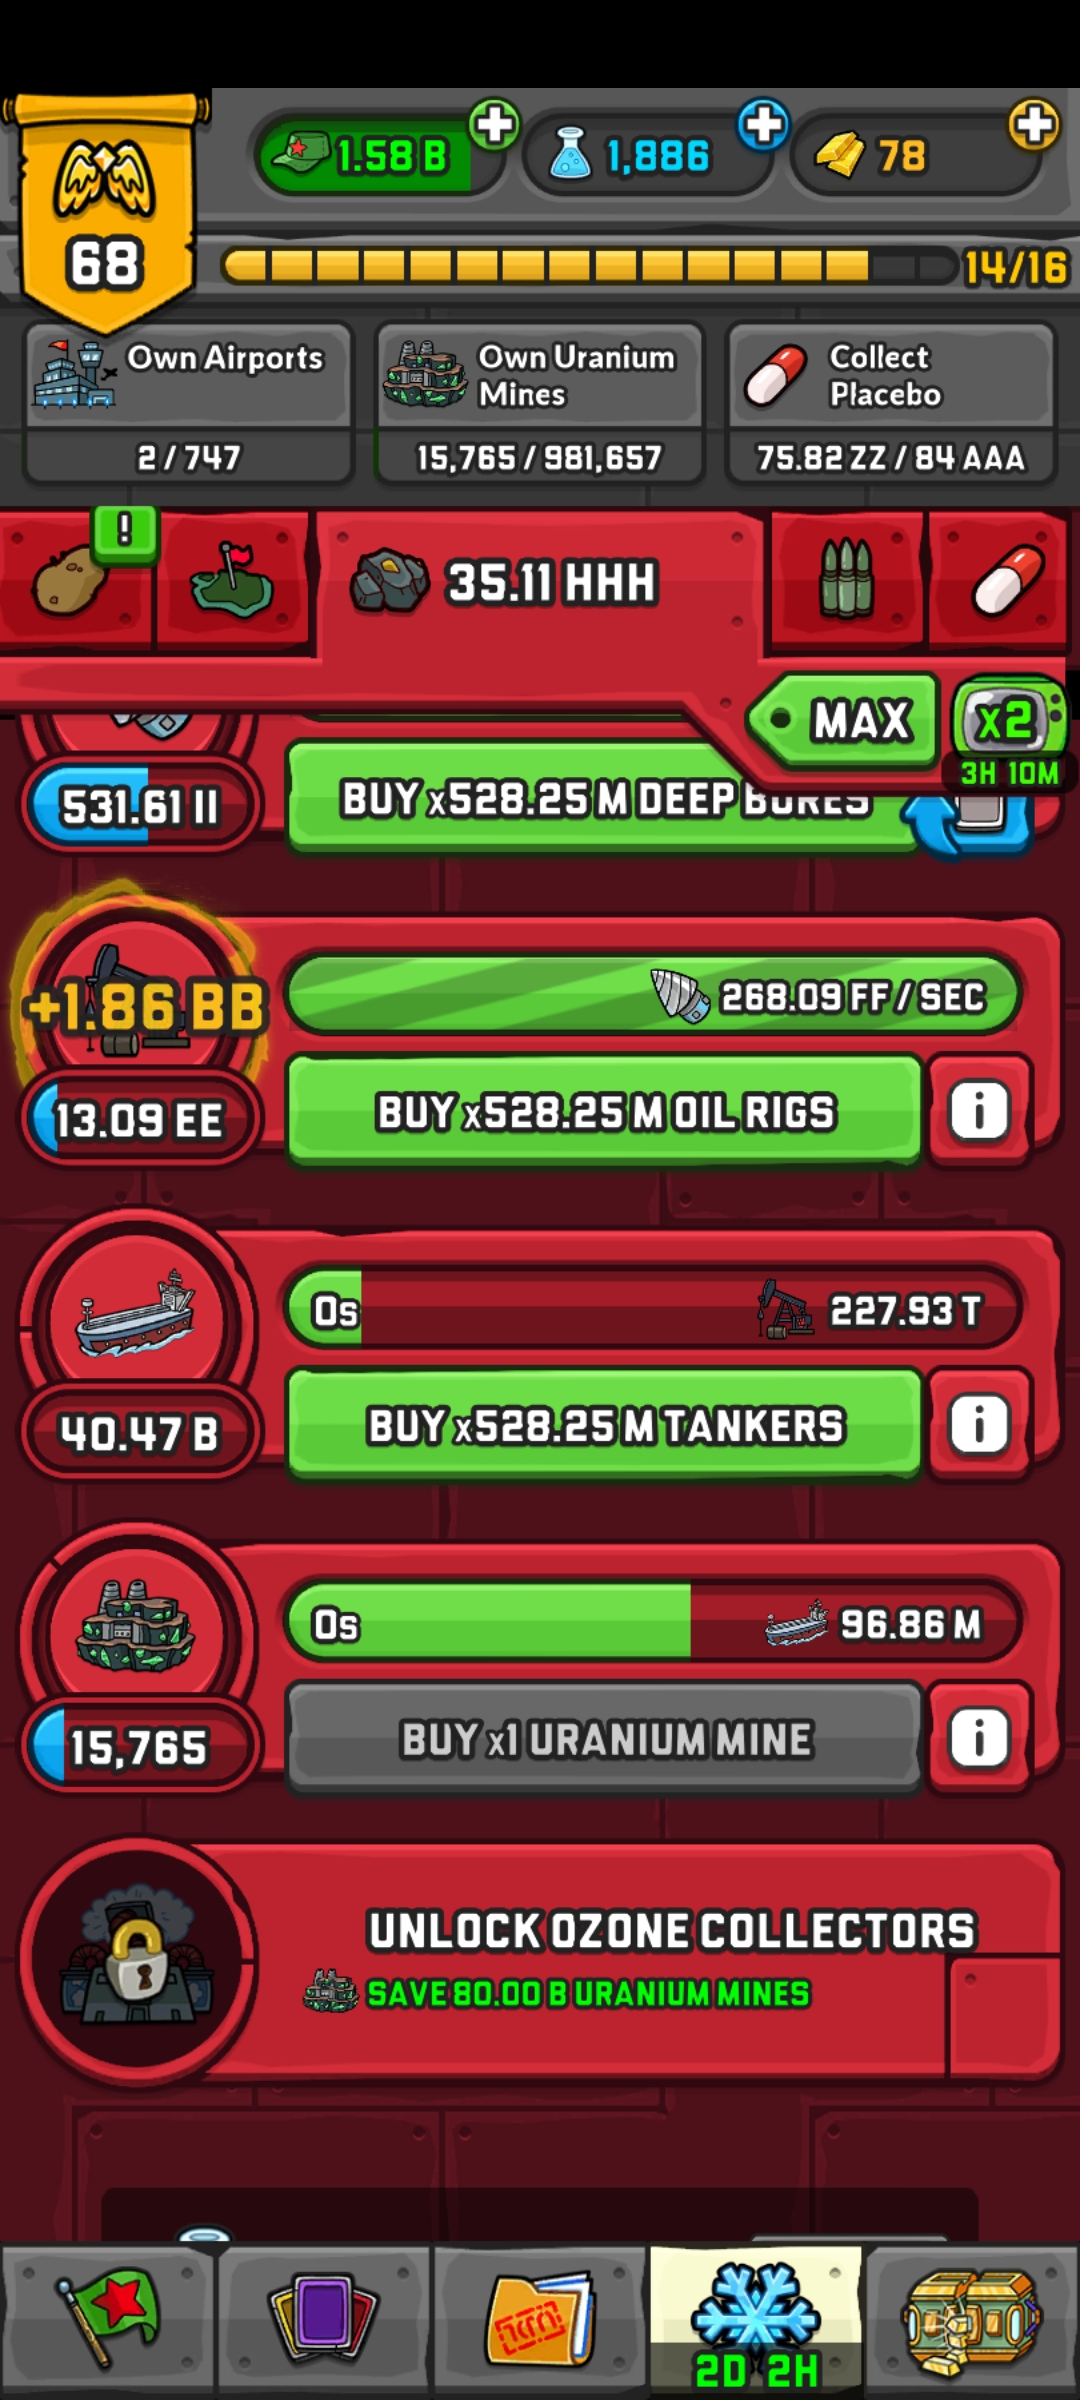 1.58 B
1,886
78
68
14/16
Own Airports
2 / 747
Own Uranium
Mines
15,765 / 981,657
Collect
Placebo
75.82 ZZ / 84 AAA
!
35.11 HHH
MAX
x2
3H 10M
531.61 II
BUY x528.25 M DEEP BORES
+1.86 BB
268.09 FF / SEC
13.09 EE
BUY x528.25 M OIL RIGS
i
0s
227.93 T
40.47 B
BUY x528.25 M TANKERS
i
0s
96.86 M
15,765
BUY x1 URANIUM MINE
i
UNLOCK OZONE COLLECTORS
SAVE 80.00 B URANIUM MINES
2D 2H